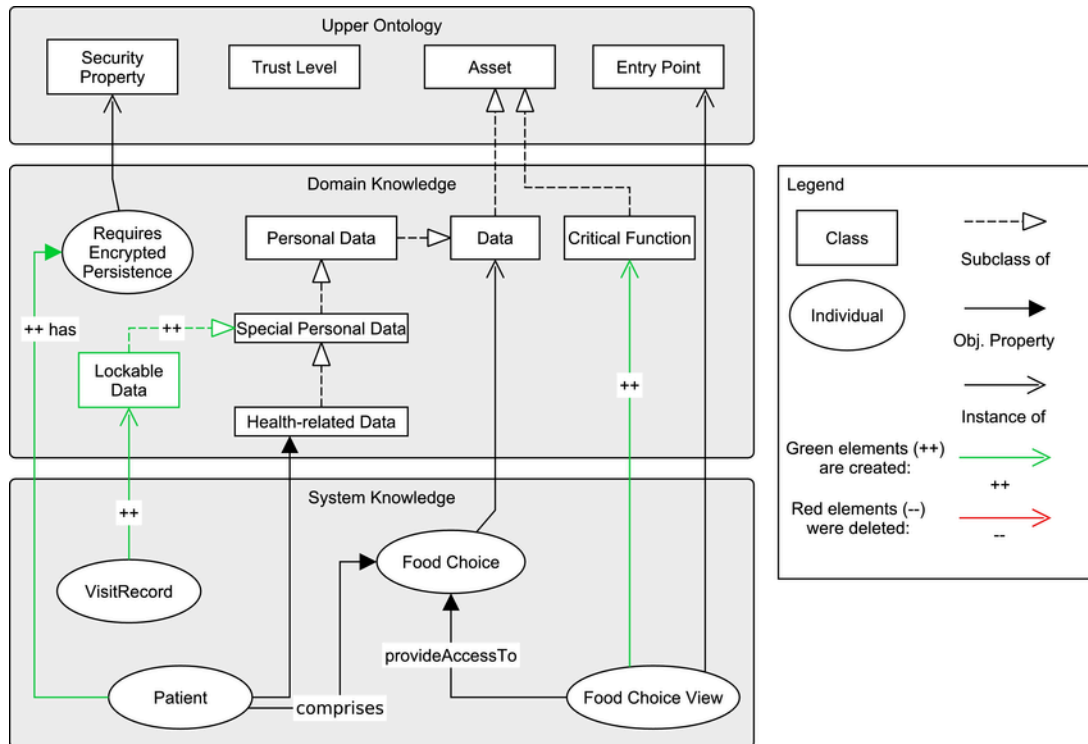 Upper Ontology
Security
Property
Trust Level
Asset
Entry Point
Domain Knowledge
Requires
Encrypted
Persistence
Personal Data
Data
Critical Function
++ has
++
Special Personal Data
Lockable
Data
++
Health-related Data
System Knowledge
++
Food Choice
VisitRecord
provideAccessTo
Patient
comprises
Food Choice View
Legend
Class
Subclass of
Individual
Obj. Property
Instance of
Green elements (++)
are created:
++
Red elements (--)
were deleted:
--